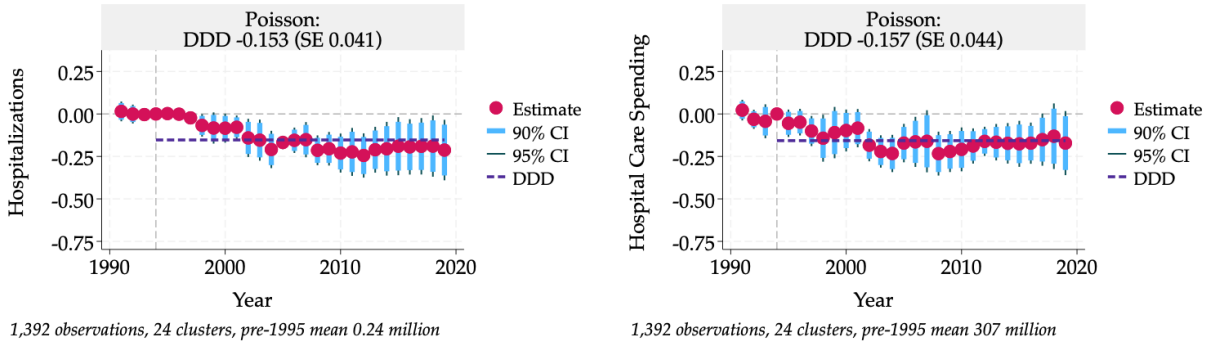 Poisson:
DDD -0.153 (SE 0.041)
Hospitalizations
0.25
0.00
-0.25
-0.50
-0.75
1990 2000 2010 2020
Year
Estimate
90% CI
95% CI
DDD
1,392 observations, 24 clusters, pre-1995 mean 0.24 million
Poisson:
DDD -0.157 (SE 0.044)
Hospital Care Spending
0.25
0.00
-0.25
-0.50
-0.75
1990 2000 2010 2020
Year
Estimate
90% CI
95% CI
DDD
1,392 observations, 24 clusters, pre-1995 mean 307 million